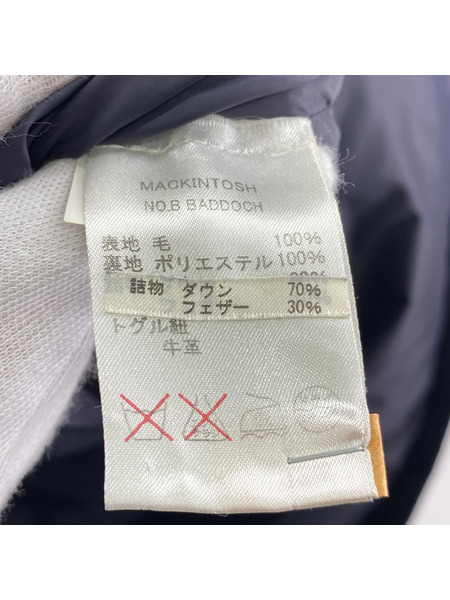 MACKINTOSH
NO.B BADDOCH
表地 毛 100%
裏地 ポリエステル 100%
詰物 ダウン 70%
フェザー 30%
トグル紐
牛革